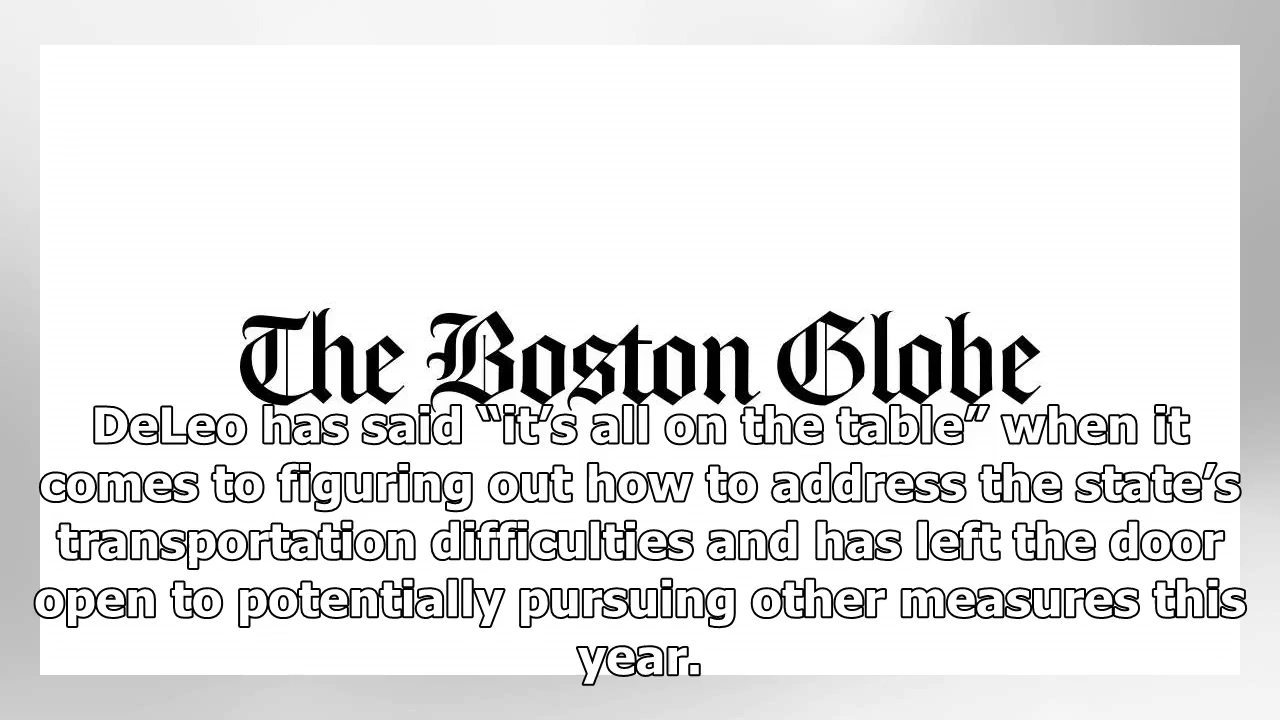 The Boston Globe
DeLeo has said “it’s all on the table” when it
comes to figuring out how to address the state’s
transportation difficulties and has left the door
open to potentially pursuing other measures this
year.